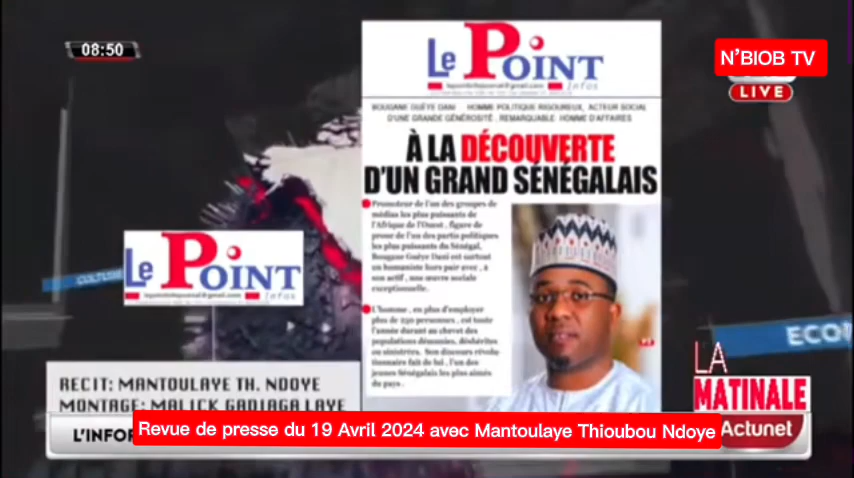 08:50
N'BIOB TV
LIVE
Le Point
Infos
lepointinfojournal@gmail.com
BOUGANE GUÈYE DANI HOMME POLITIQUE RIGOUREUX, ACTEUR SOCIAL
D'UNE GRANDE GÉNÉROSITÉ, REMARQUABLE HOMME D'AFFAIRES
À LA DÉCOUVERTE
D'UN GRAND SÉNÉGALAIS
Promoteur de l'un des groupes de
médias les plus puissants de
l'Afrique de l'Ouest, figure de
proue de l'un des partis politiques
les plus puissants du Sénégal,
Bougane Guèye Dani est surtout
un humaniste hors pair avec, à
son actif, une œuvre sociale
exceptionnelle.
L'homme, en plus d'employer
plus de 250 personnes, est toute
l'année durant au chevet des
populations démunies, déshérités
ou sinistrées. Son discours révolu-
tionnaire fait de lui, l'un des
jeunes Sénégalais les plus aimés
du pays.
P3
Le Point
Infos
CULTURE
ECON
RECIT: MANTOULAYE TH. NDOYE
MONTAGE: MALICK GADIAGA LAYE
LA
MATINALE
Actunet
L'INFOR
Revue de presse du 19 Avril 2024 avec Mantoulaye Thioubou Ndoye